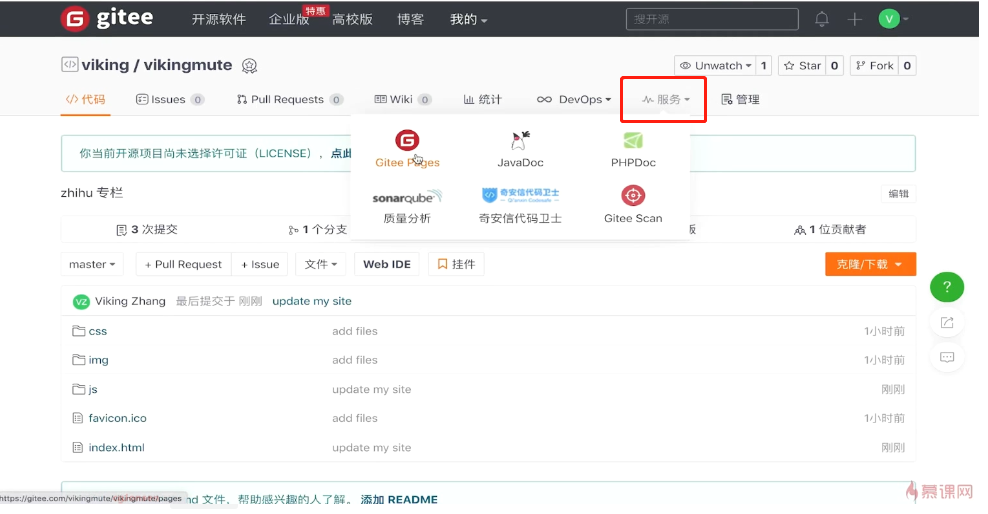 gitee 开源软件 企业版 特惠 高校版 博客 我的 搜开源 V
viking / vikingmute Unwatch 1 Star 0 Fork 0
代码 Issues 0 Pull Requests 0 Wiki 0 统计 DevOps 服务 管理
Gitee Pages JavaDoc PHPDoc
你当前开源项目尚未选择许可证（LICENSE），点此
sonarqube 奇安信代码卫士
质量分析 奇安信代码卫士 Gitee Scan
zhihu 专栏 编辑
3 次提交 1 个分支 版 1 位贡献者
master + Pull Request + Issue 文件 Web IDE 挂件 克隆/下载
VZ Viking Zhang 最后提交于 刚刚 update my site
css add files 1小时前
img add files 1小时前
js update my site 刚刚
favicon.ico add files 1小时前
index.html update my site 刚刚
https://gitee.com/vikingmute/vikingmute/pages nd 文件，帮助感兴趣的人了解。 添加 README
慕课网